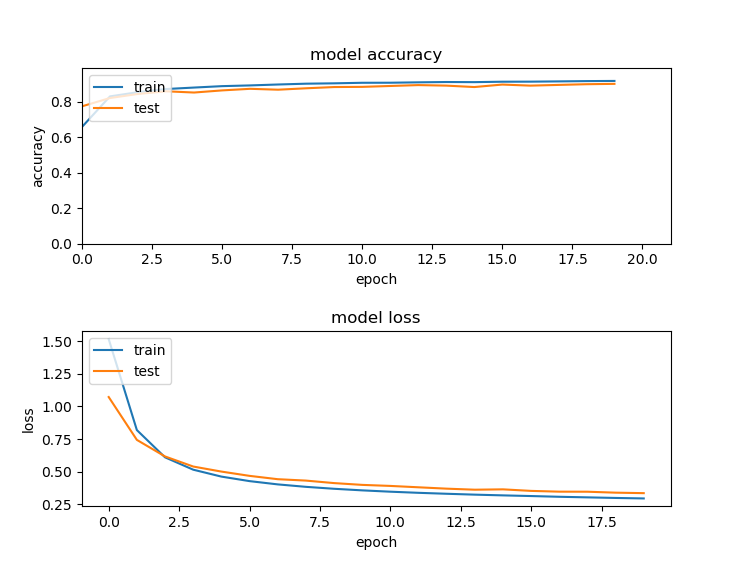 model accuracy
train
test
0.8
0.6
0.4
0.2
0.0
accuracy
0.0 2.5 5.0 7.5 10.0 12.5 15.0 17.5 20.0
epoch
model loss
train
test
1.50
1.25
1.00
0.75
0.50
0.25
loss
0.0 2.5 5.0 7.5 10.0 12.5 15.0 17.5
epoch